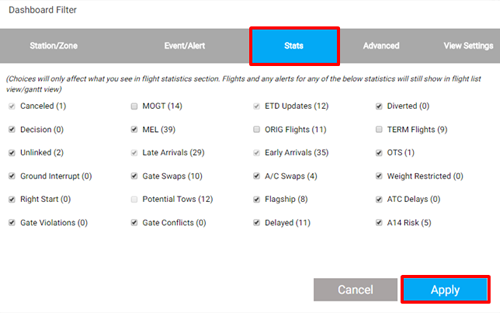 Dashboard Filter
Station/Zone Event/Alert Stats Advanced View Settings
(Choices will only affect what you see in flight statistics section. Flights and any alerts for any of the below statistics will still show in flight list
view/gantt view)
Canceled (1) MOGT (14) ETD Updates (12) Diverted (0)
Decision (0) MEL (39) ORIG Flights (11) TERM Flights (9)
Unlinked (2) Late Arrivals (29) Early Arrivals (35) OTS (1)
Ground Interrupt (0) Gate Swaps (10) A/C Swaps (4) Weight Restricted (0)
Right Start (0) Potential Tows (12) Flagship (8) ATC Delays (0)
Gate Violations (0) Gate Conflicts (0) Delayed (11) A14 Risk (5)
Cancel Apply